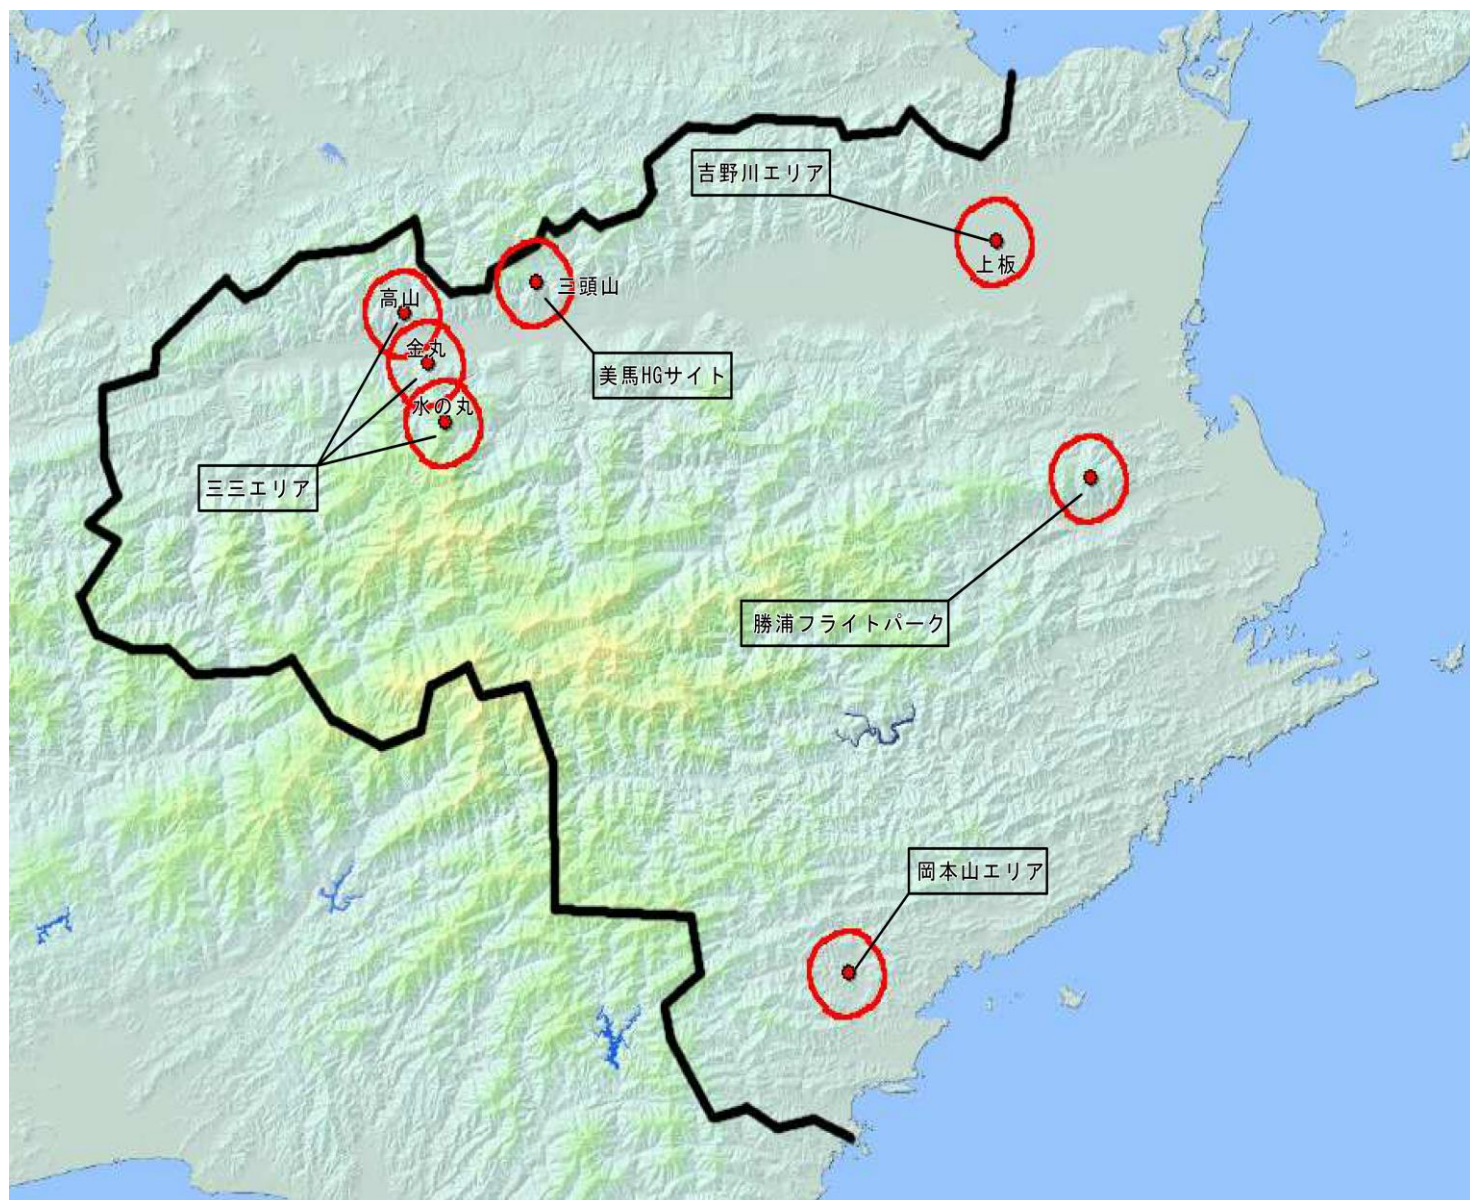 吉野川エリア
上板
三頭山
高山
金丸
美馬HGサイト
水の丸
三三エリア
勝浦フライトパーク
岡本山エリア